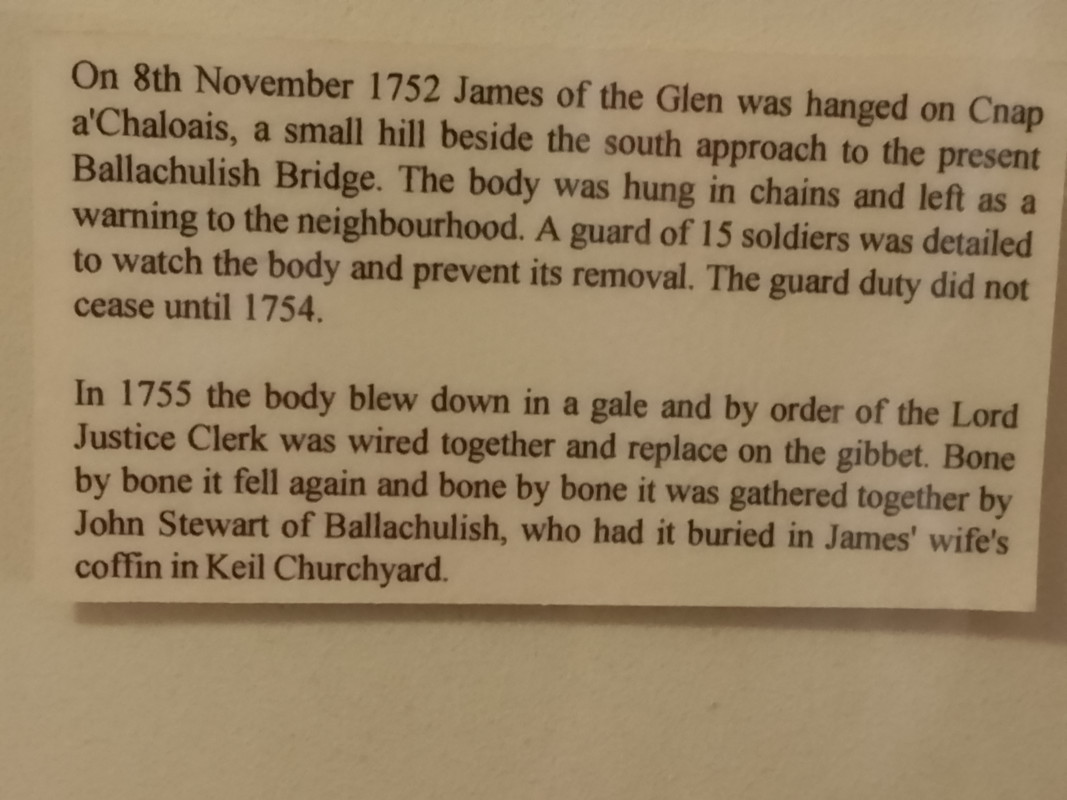 On 8th November 1752 James of the Glen was hanged on Cnap
a'Chaloais, a small hill beside the south approach to the present
Ballachulish Bridge. The body was hung in chains and left as a
warning to the neighbourhood. A guard of 15 soldiers was detailed
to watch the body and prevent its removal. The guard duty did not
cease until 1754.
In 1755 the body blew down in a gale and by order of the Lord
Justice Clerk was wired together and replace on the gibbet. Bone
by bone it fell again and bone by bone it was gathered together by
John Stewart of Ballachulish, who had it buried in James' wife's
coffin in Keil Churchyard.